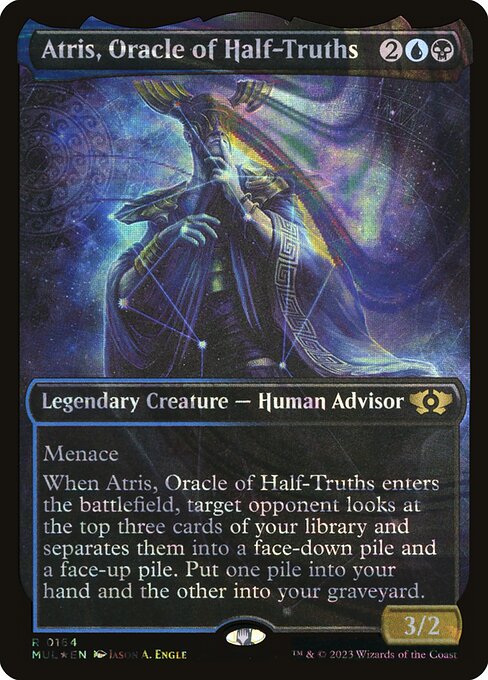 Atris, Oracle of Half-Truths 2
Legendary Creature — Human Advisor
Menace
When Atris, Oracle of Half-Truths enters
the battlefield, target opponent looks at
the top three cards of your library and
separates them into a face-down pile and
a face-up pile. Put one pile into your
hand and the other into your graveyard.
3/2
R 0154
MUL★EN Jason A. Engle
™ & © 2023 Wizards of the Coast